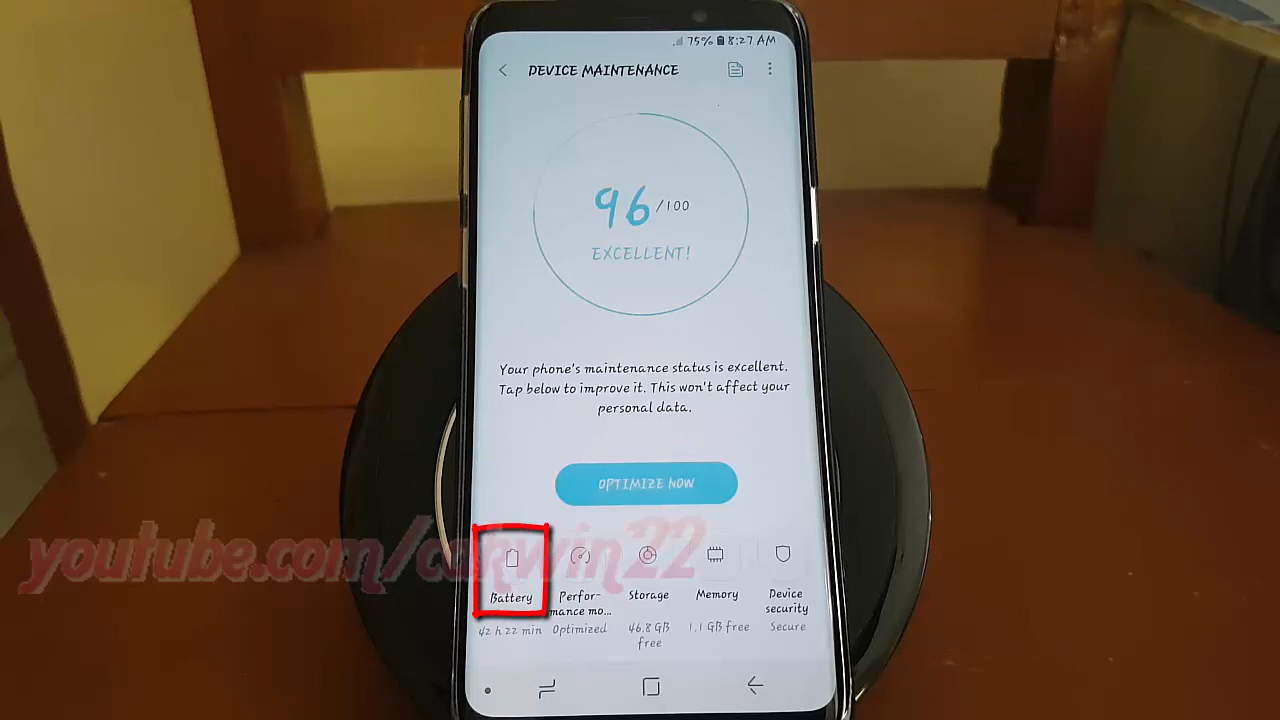 75% 8:27 AM
DEVICE MAINTENANCE
96/100
EXCELLENT!
Your phone's maintenance status is excellent.
Tap below to improve it. This won't affect your
personal data.
OPTIMIZE NOW
youtube.com/cakwin22
Battery
42 h 22 min
Perfor-
mance mo...
Optimized
Storage
46.8 GB
free
Memory
1.1 GB free
Device
security
Secure